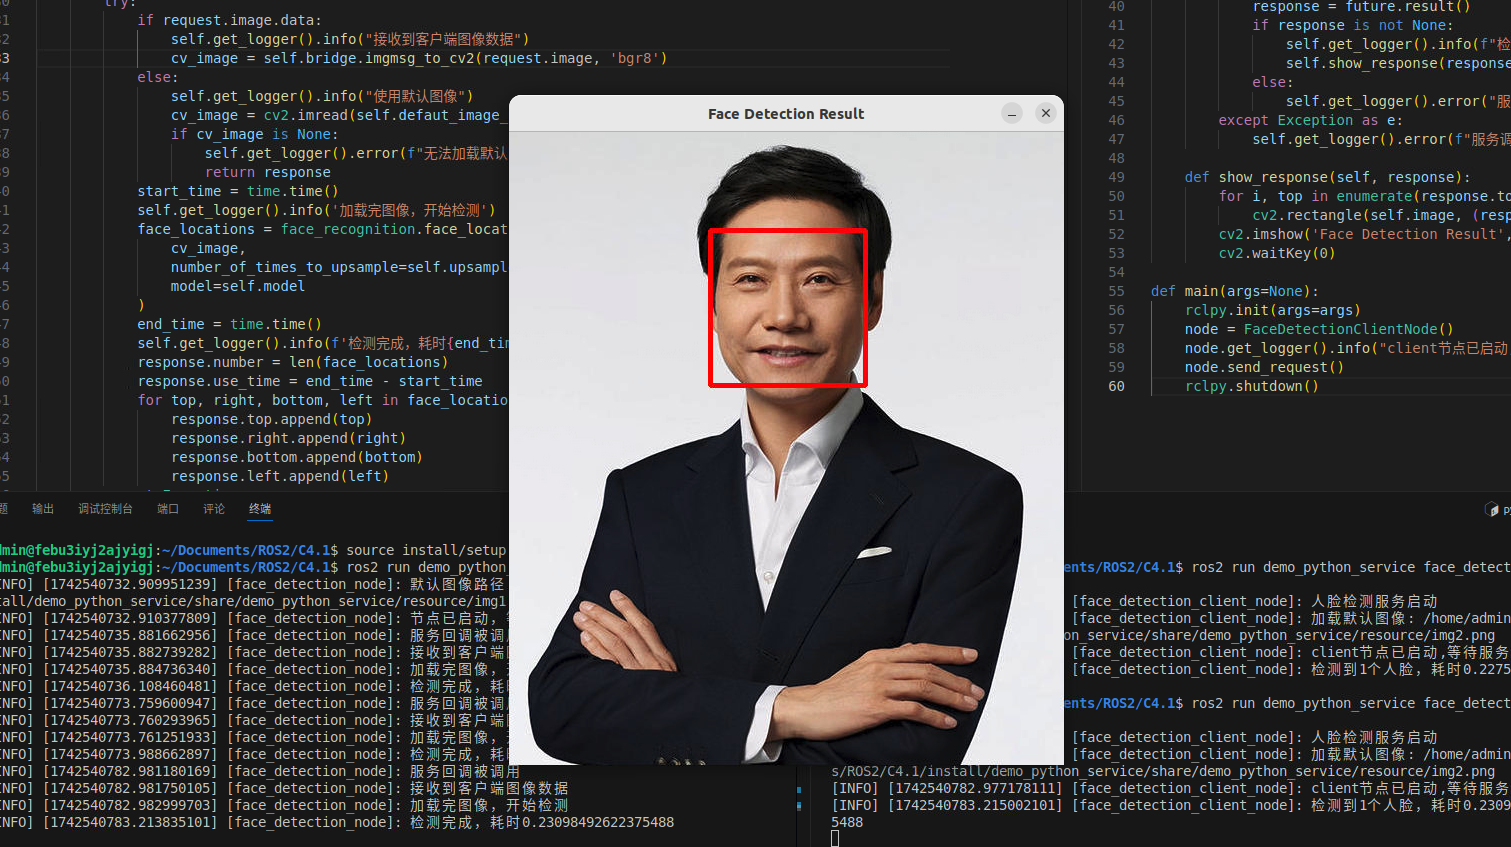 try:
if request.image.data:
self.get_logger().info("接收到客户端图像数据")
cv_image = self.bridge.imgmsg_to_cv2(request.image, 'bgr8')
else:
self.get_logger().info("使用默认图像")
cv_image = cv2.imread(self.defaut_image_
if cv_image is None:
self.get_logger().error(f"无法加载默认
return response
start_time = time.time()
self.get_logger().info('加载完图像，开始检测')
face_locations = face_recognition.face_locat
cv_image,
number_of_times_to_upsample=self.upsampl
model=self.model
)
end_time = time.time()
self.get_logger().info(f'检测完成，耗时{end_tim
response.number = len(face_locations)
response.use_time = end_time - start_time
for top, right, bottom, left in face_locatio
response.top.append(top)
response.right.append(right)
response.bottom.append(bottom)
response.left.append(left)
Face Detection Result
40 response = future.result()
41 if response is not None:
42 self.get_logger().info(f"检
43 self.show_response(response
44 else:
45 self.get_logger().error("服
46 except Exception as e:
47 self.get_logger().error(f"服务调
48
49 def show_response(self, response):
50 for i, top in enumerate(response.to
51 cv2.rectangle(self.image, (resp
52 cv2.imshow('Face Detection Result',
53 cv2.waitKey(0)
54
55 def main(args=None):
56 rclpy.init(args=args)
57 node = FaceDetectionClientNode()
58 node.get_logger().info("client节点已启动
59 node.send_request()
60 rclpy.shutdown()
题 输出 调试控制台 端口 评论 终端
dmin@febu3iyj2ajyigj:~/Documents/ROS2/C4.1$ source install/setup
dmin@febu3iyj2ajyigj:~/Documents/ROS2/C4.1$ ros2 run demo_python_
INFO] [1742540732.909951239] [face_detection_node]: 默认图像路径
tall/demo_python_service/share/demo_python_service/resource/img1
INFO] [1742540732.910377809] [face_detection_node]: 节点已启动，
INFO] [1742540735.881662956] [face_detection_node]: 服务回调被调用
INFO] [1742540735.882739282] [face_detection_node]: 接收到客户端
INFO] [1742540735.884736340] [face_detection_node]: 加载完图像，
INFO] [1742540736.108460481] [face_detection_node]: 检测完成，耗
INFO] [1742540773.759600947] [face_detection_node]: 服务回调被调用
INFO] [1742540773.760293965] [face_detection_node]: 接收到客户端
INFO] [1742540773.761251933] [face_detection_node]: 加载完图像，
INFO] [1742540773.988662897] [face_detection_node]: 检测完成，耗
INFO] [1742540782.981180169] [face_detection_node]: 服务回调被调用
INFO] [1742540782.981750105] [face_detection_node]: 接收到客户端图像数据
INFO] [1742540782.982999703] [face_detection_node]: 加载完图像，开始检测
INFO] [1742540783.213835101] [face_detection_node]: 检测完成，耗时0.23098492622375488
ents/ROS2/C4.1$ ros2 run demo_python_service face_detect
[face_detection_client_node]: 人脸检测服务启动
[face_detection_client_node]: 加载默认图像: /home/admin
on_service/share/demo_python_service/resource/img2.png
[face_detection_client_node]: client节点已启动,等待服务
[face_detection_client_node]: 检测到1个人脸，耗时0.2275
ents/ROS2/C4.1$ ros2 run demo_python_service face_detect
[face_detection_client_node]: 人脸检测服务启动
[face_detection_client_node]: 加载默认图像: /home/admin
s/ROS2/C4.1/install/demo_python_service/share/demo_python_service/resource/img2.png
[INFO] [1742540782.977178111] [face_detection_client_node]: client节点已启动,等待服务
[INFO] [1742540783.215002101] [face_detection_client_node]: 检测到1个人脸，耗时0.2309
5488